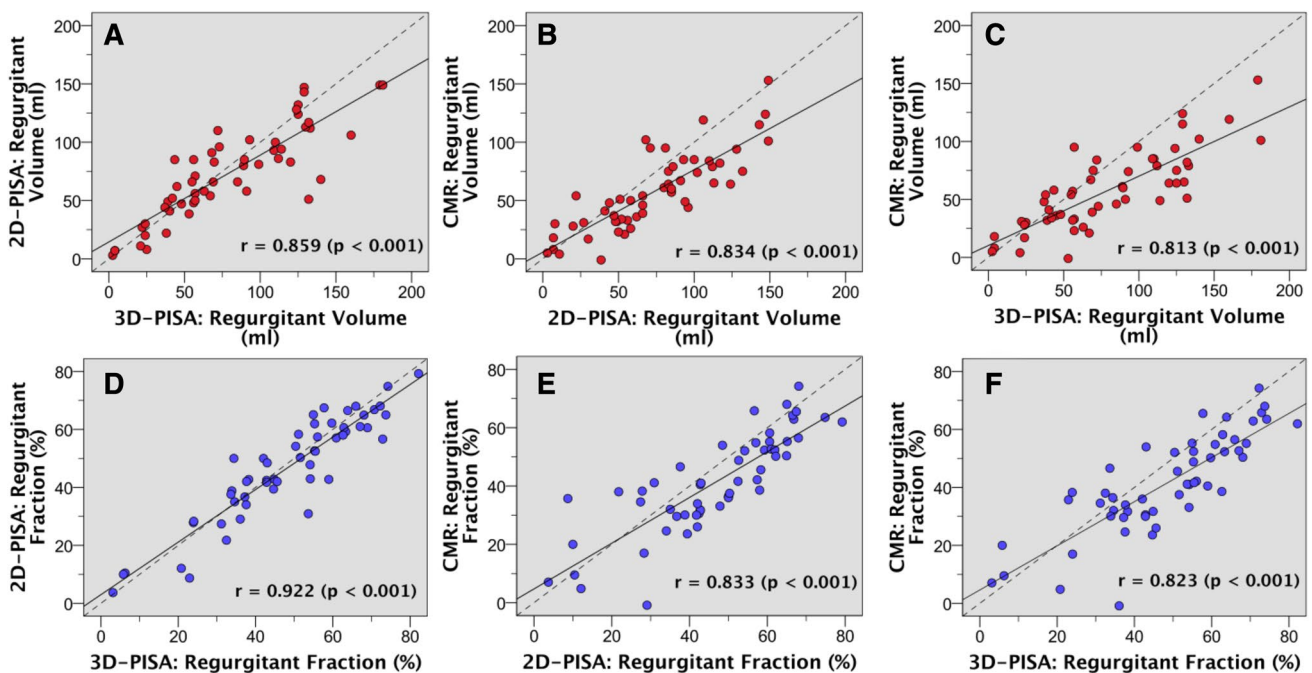 A
2D-PISA: Regurgitant
Volume (ml)
200
150
100
50
0
r = 0.859 (p < 0.001)
0 50 100 150 200
3D-PISA: Regurgitant Volume
(ml)
B
CMR: Regurgitant
Volume (ml)
200
150
100
50
0
r = 0.834 (p < 0.001)
0 50 100 150 200
2D-PISA: Regurgitant Volume
(ml)
C
CMR: Regurgitant
Volume (ml)
200
150
100
50
0
r = 0.813 (p < 0.001)
0 50 100 150 200
3D-PISA: Regurgitant Volume
(ml)
D
2D-PISA: Regurgitant
Fraction (%)
80
60
40
20
0
r = 0.922 (p < 0.001)
0 20 40 60 80
3D-PISA: Regurgitant Fraction (%)
E
CMR: Regurgitant
Fraction (%)
80
60
40
20
0
r = 0.833 (p < 0.001)
0 20 40 60 80
2D-PISA: Regurgitant Fraction (%)
F
CMR: Regurgitant
Fraction (%)
80
60
40
20
0
r = 0.823 (p < 0.001)
0 20 40 60 80
3D-PISA: Regurgitant Fraction (%)